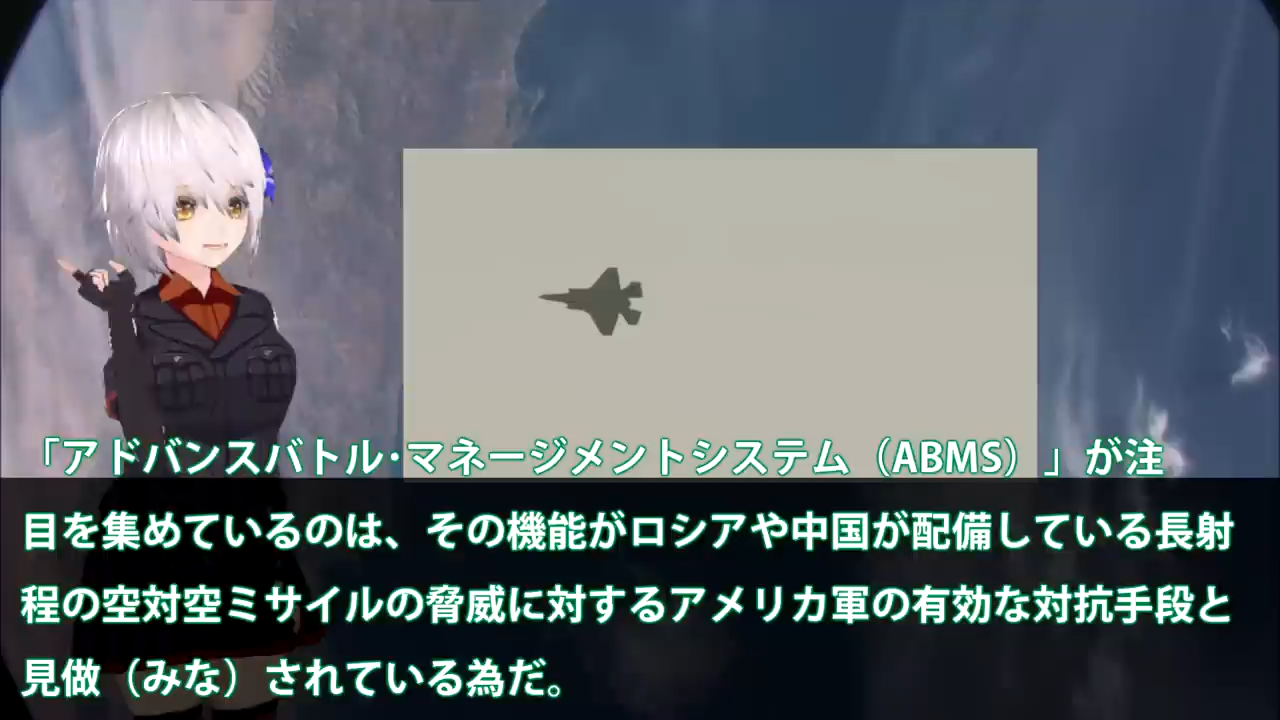 「アドバンスバトル･マネージメントシステム（ABMS）」が注
目を集めているのは、その機能がロシアや中国が配備している長射
程の空対空ミサイルの脅威に対するアメリカ軍の有効な対抗手段と
見做（みな）されている為だ。